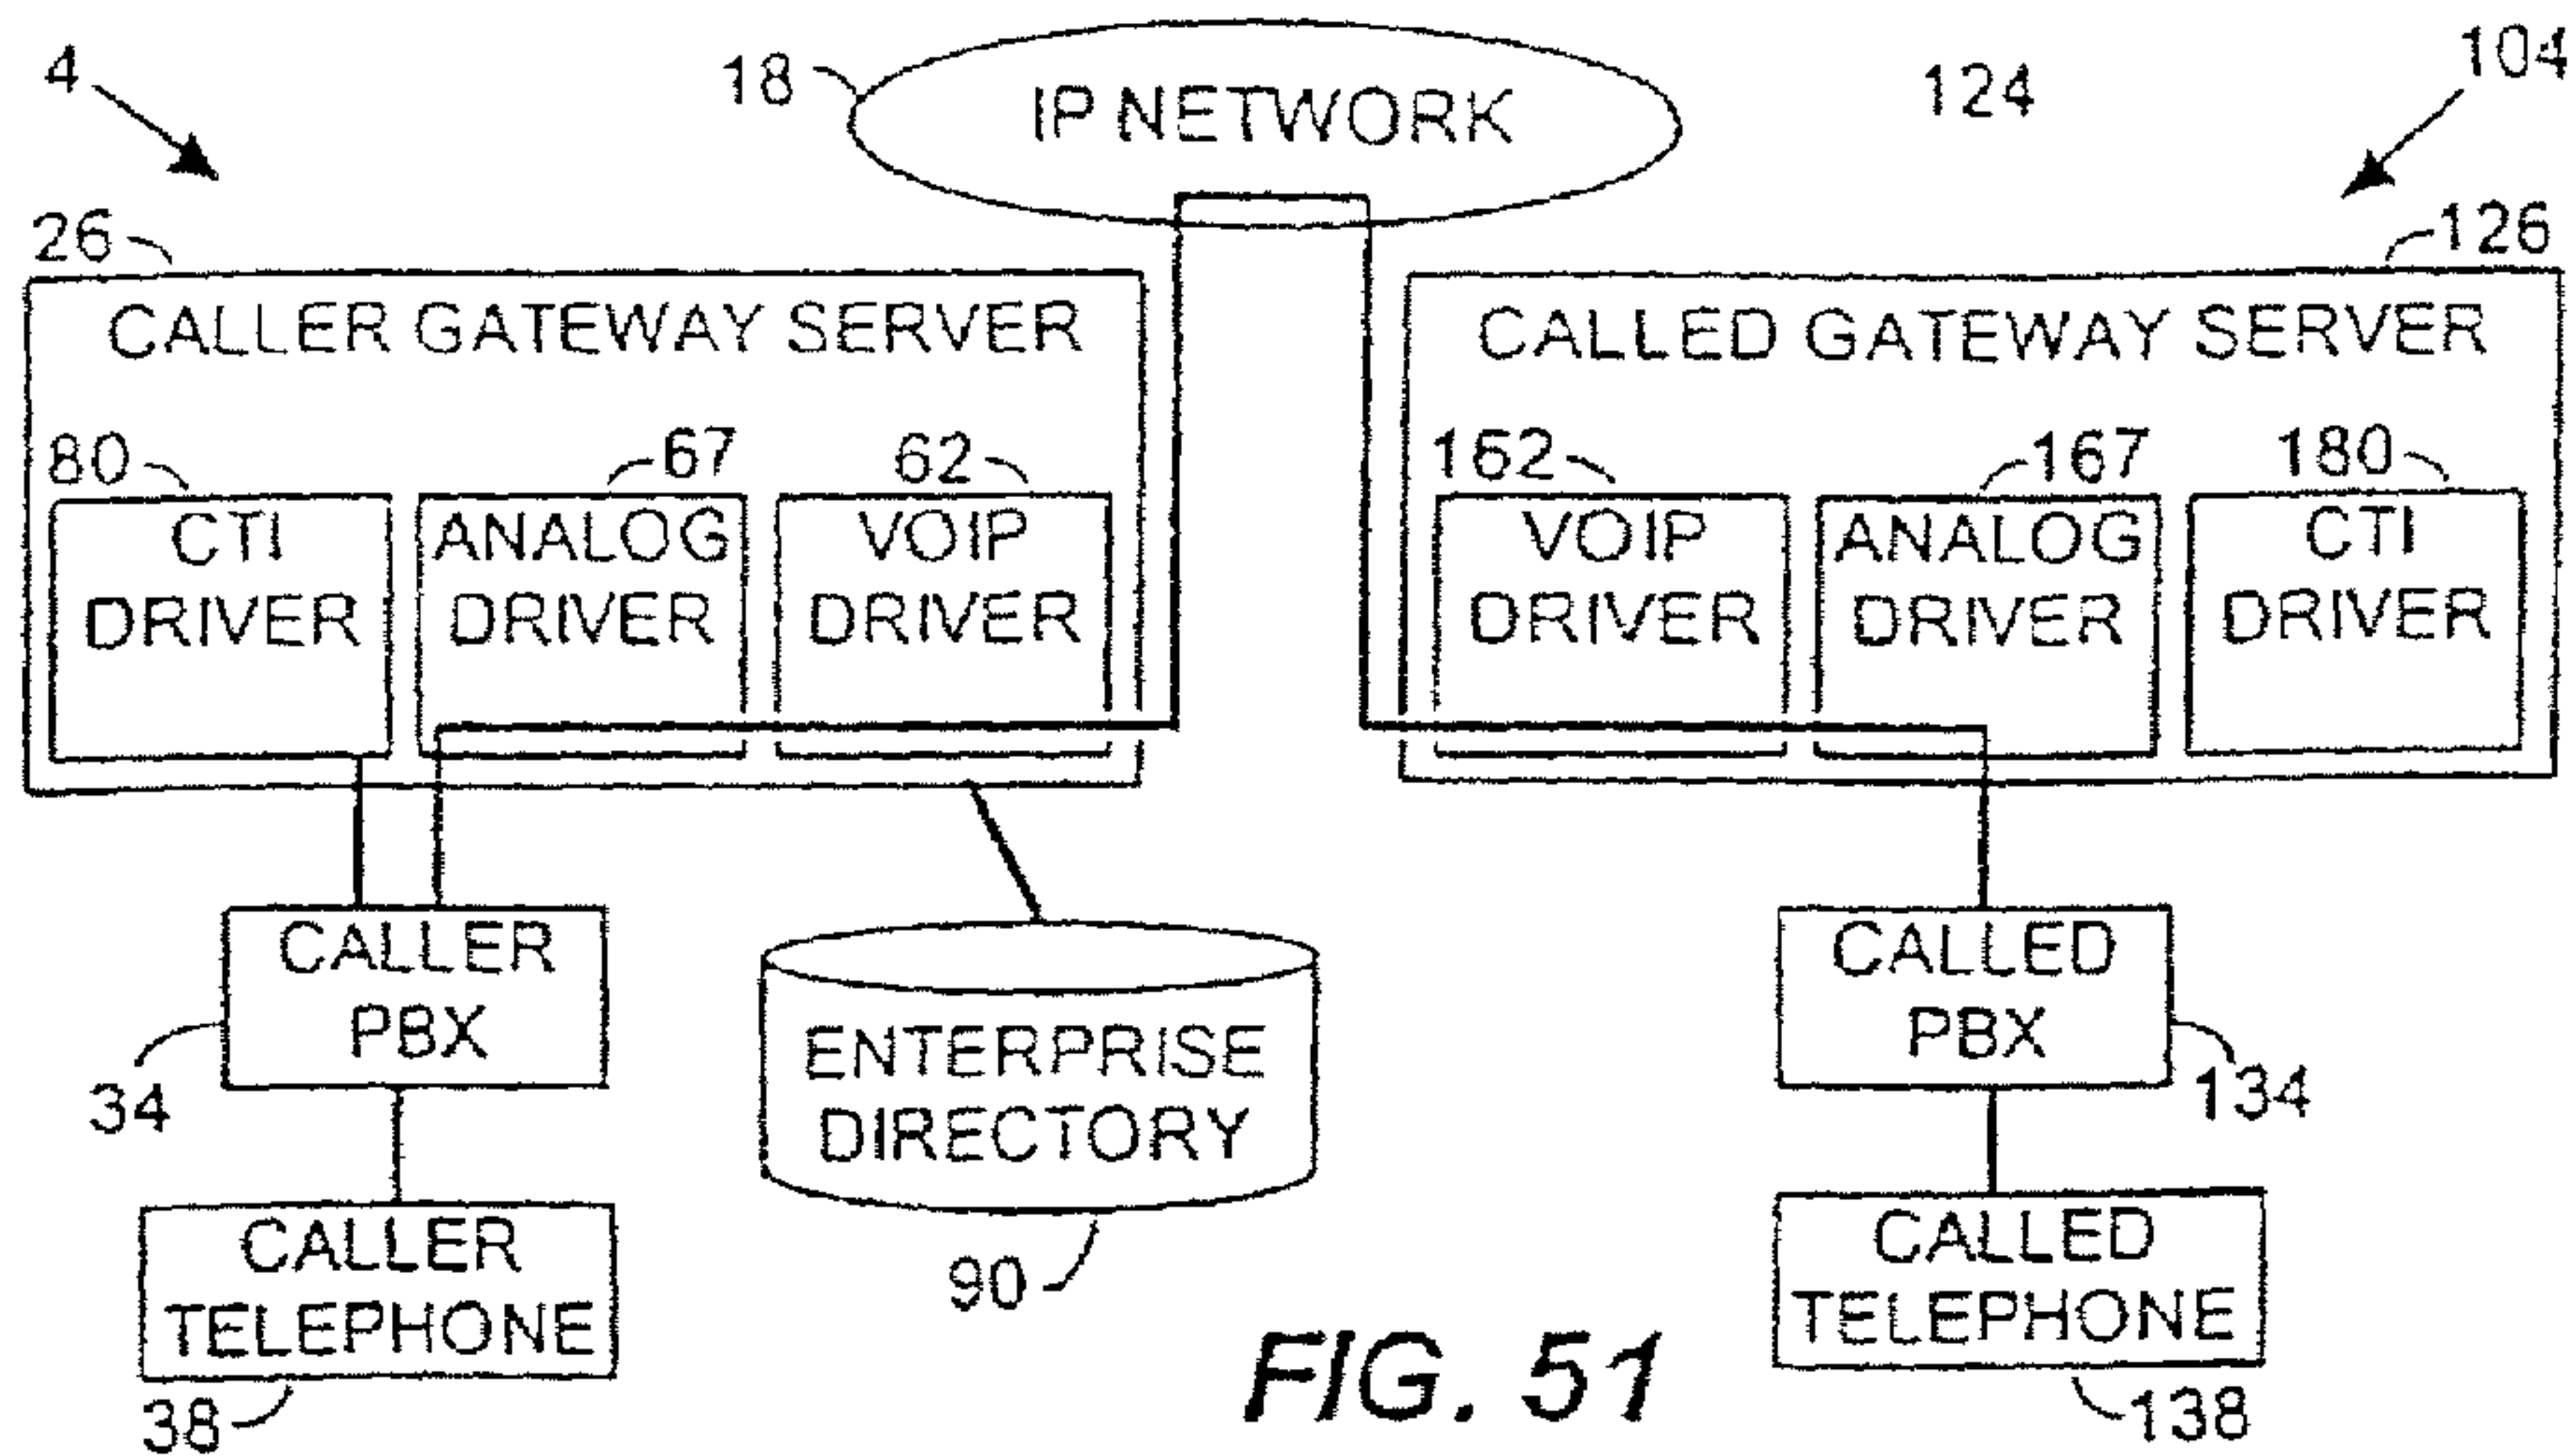 4
18
IP NETWORK
124
104
26
126
CALLER GATEWAY SERVER
CALLED GATEWAY SERVER
80
67
62
162
167
180
CTI
DRIVER
ANALOG
DRIVER
VOIP
DRIVER
VOIP
DRIVER
ANALOG
DRIVER
CTI
DRIVER
CALLER
PBX
34
ENTERPRISE
DIRECTORY
90
CALLED
PBX
134
CALLER
TELEPHONE
38
CALLED
TELEPHONE
138
FIG. 51